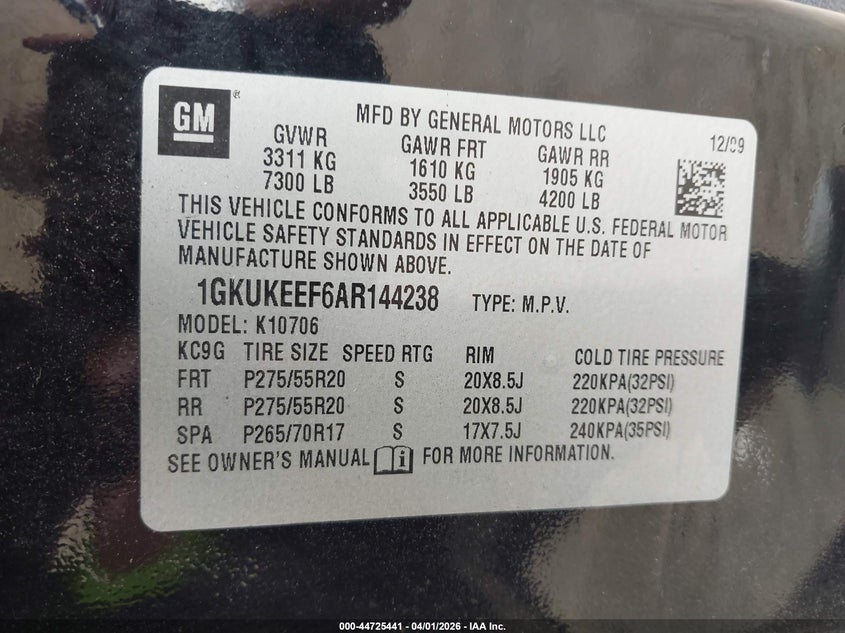 GM ®
MFD BY GENERAL MOTORS LLC
GVWR GAWR FRT GAWR RR 12/09
3311 KG 1610 KG 1905 KG
7300 LB 3550 LB 4200 LB
THIS VEHICLE CONFORMS TO ALL APPLICABLE U.S. FEDERAL MOTOR
VEHICLE SAFETY STANDARDS IN EFFECT ON THE DATE OF
MANUFACTURE SHOWN ABOVE.
1GKUKEEF6AR144238 TYPE: M.P.V.
MODEL: K10706
KC9G TIRE SIZE SPEED RTG RIM COLD TIRE PRESSURE
FRT P275/55R20 S 20X8.5J 220KPA(32PSI)
RR P275/55R20 S 20X8.5J 220KPA(32PSI)
SPA P265/70R17 S 17X7.5J 240KPA(35PSI)
SEE OWNER'S MANUAL i FOR MORE INFORMATION.
000-44725441 - 04/01/2026 - IAA Inc.